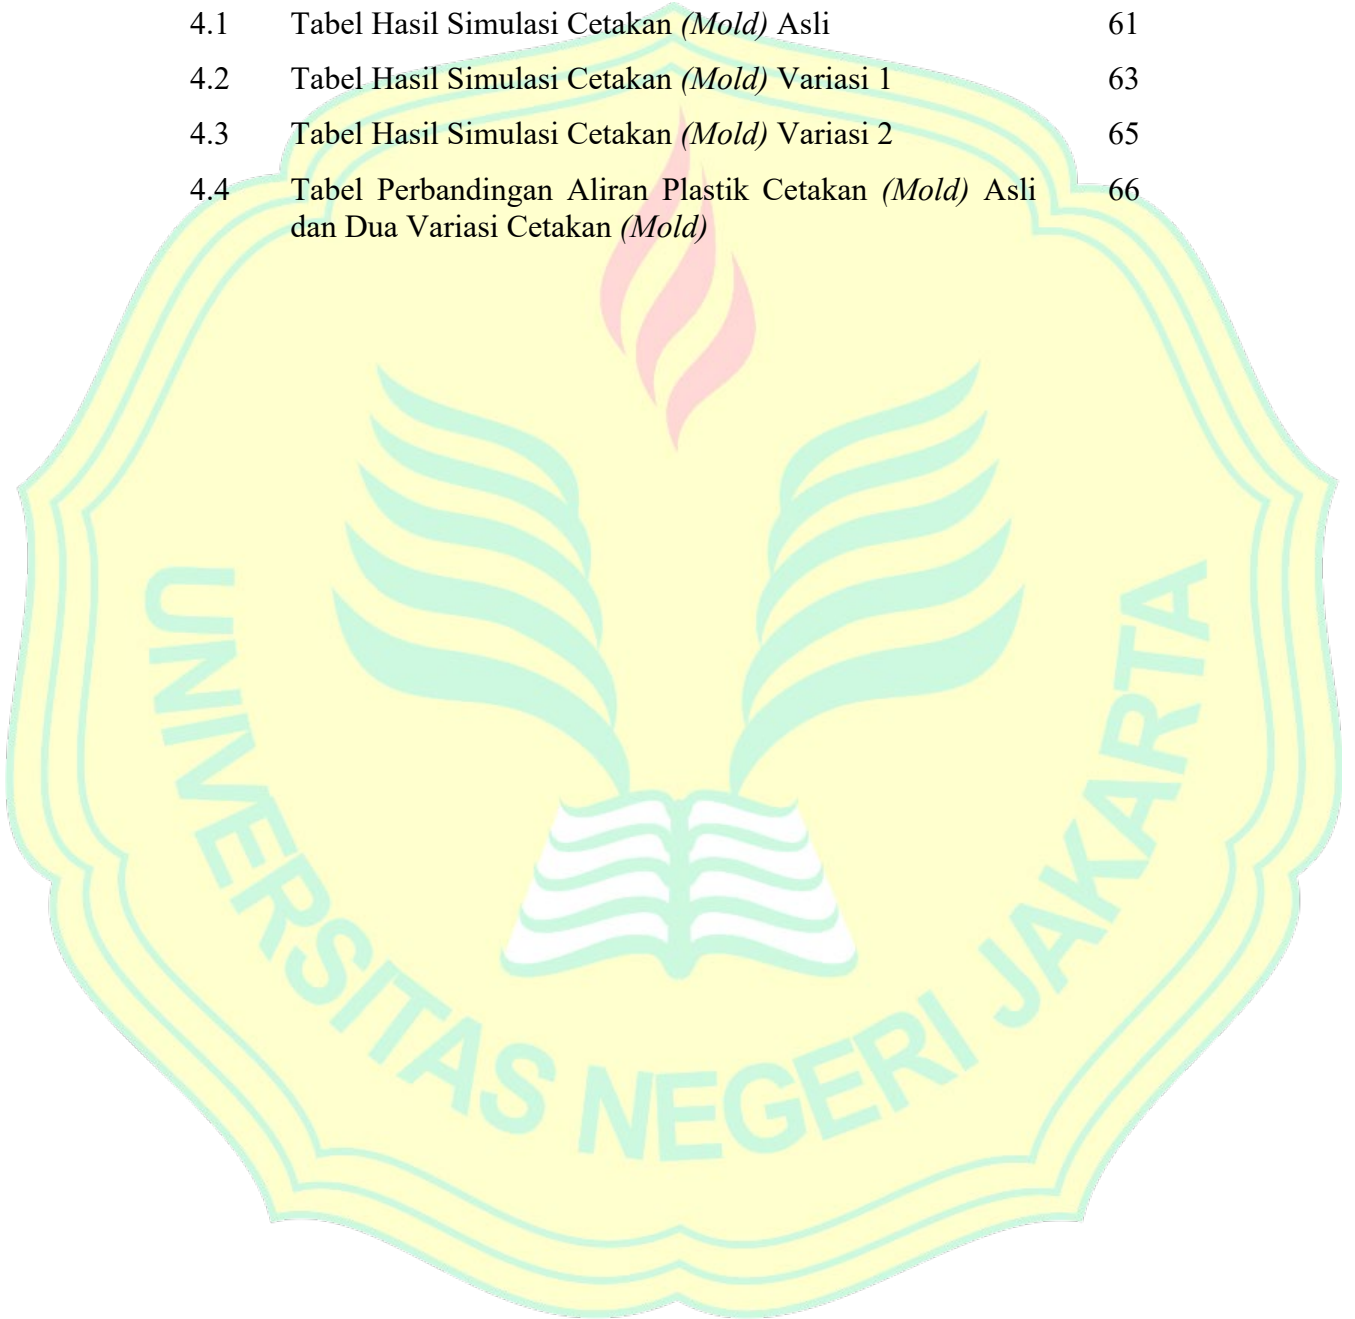 4.1 Tabel Hasil Simulasi Cetakan (Mold) Asli 61
4.2 Tabel Hasil Simulasi Cetakan (Mold) Variasi 1 63
4.3 Tabel Hasil Simulasi Cetakan (Mold) Variasi 2 65
4.4 Tabel Perbandingan Aliran Plastik Cetakan (Mold) Asli 66
dan Dua Variasi Cetakan (Mold)
UNIVERSITAS NEGERI JAKARTA